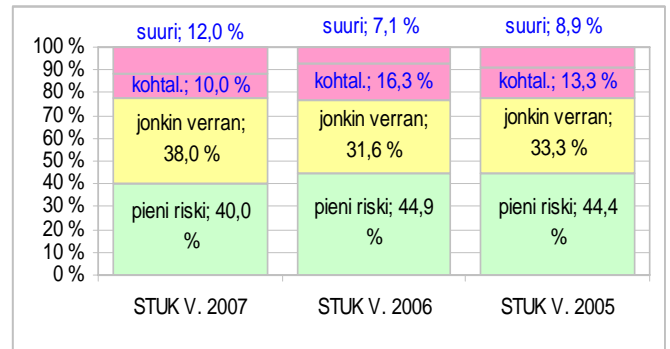 suuri; 12,0 % suuri; 7,1 % suuri; 8,9 %
100 %
90 %
80 %
70 %
60 %
50 %
40 %
30 %
20 %
10 %
0 %
kohtal.; 10,0 % kohtal.; 16,3 % kohtal.; 13,3 %
jonkin verran; jonkin verran; jonkin verran;
38,0 % 31,6 % 33,3 %
pieni riski; 40,0 pieni riski; 44,9 pieni riski; 44,4
% % %
STUK V. 2007 STUK V. 2006 STUK V. 2005